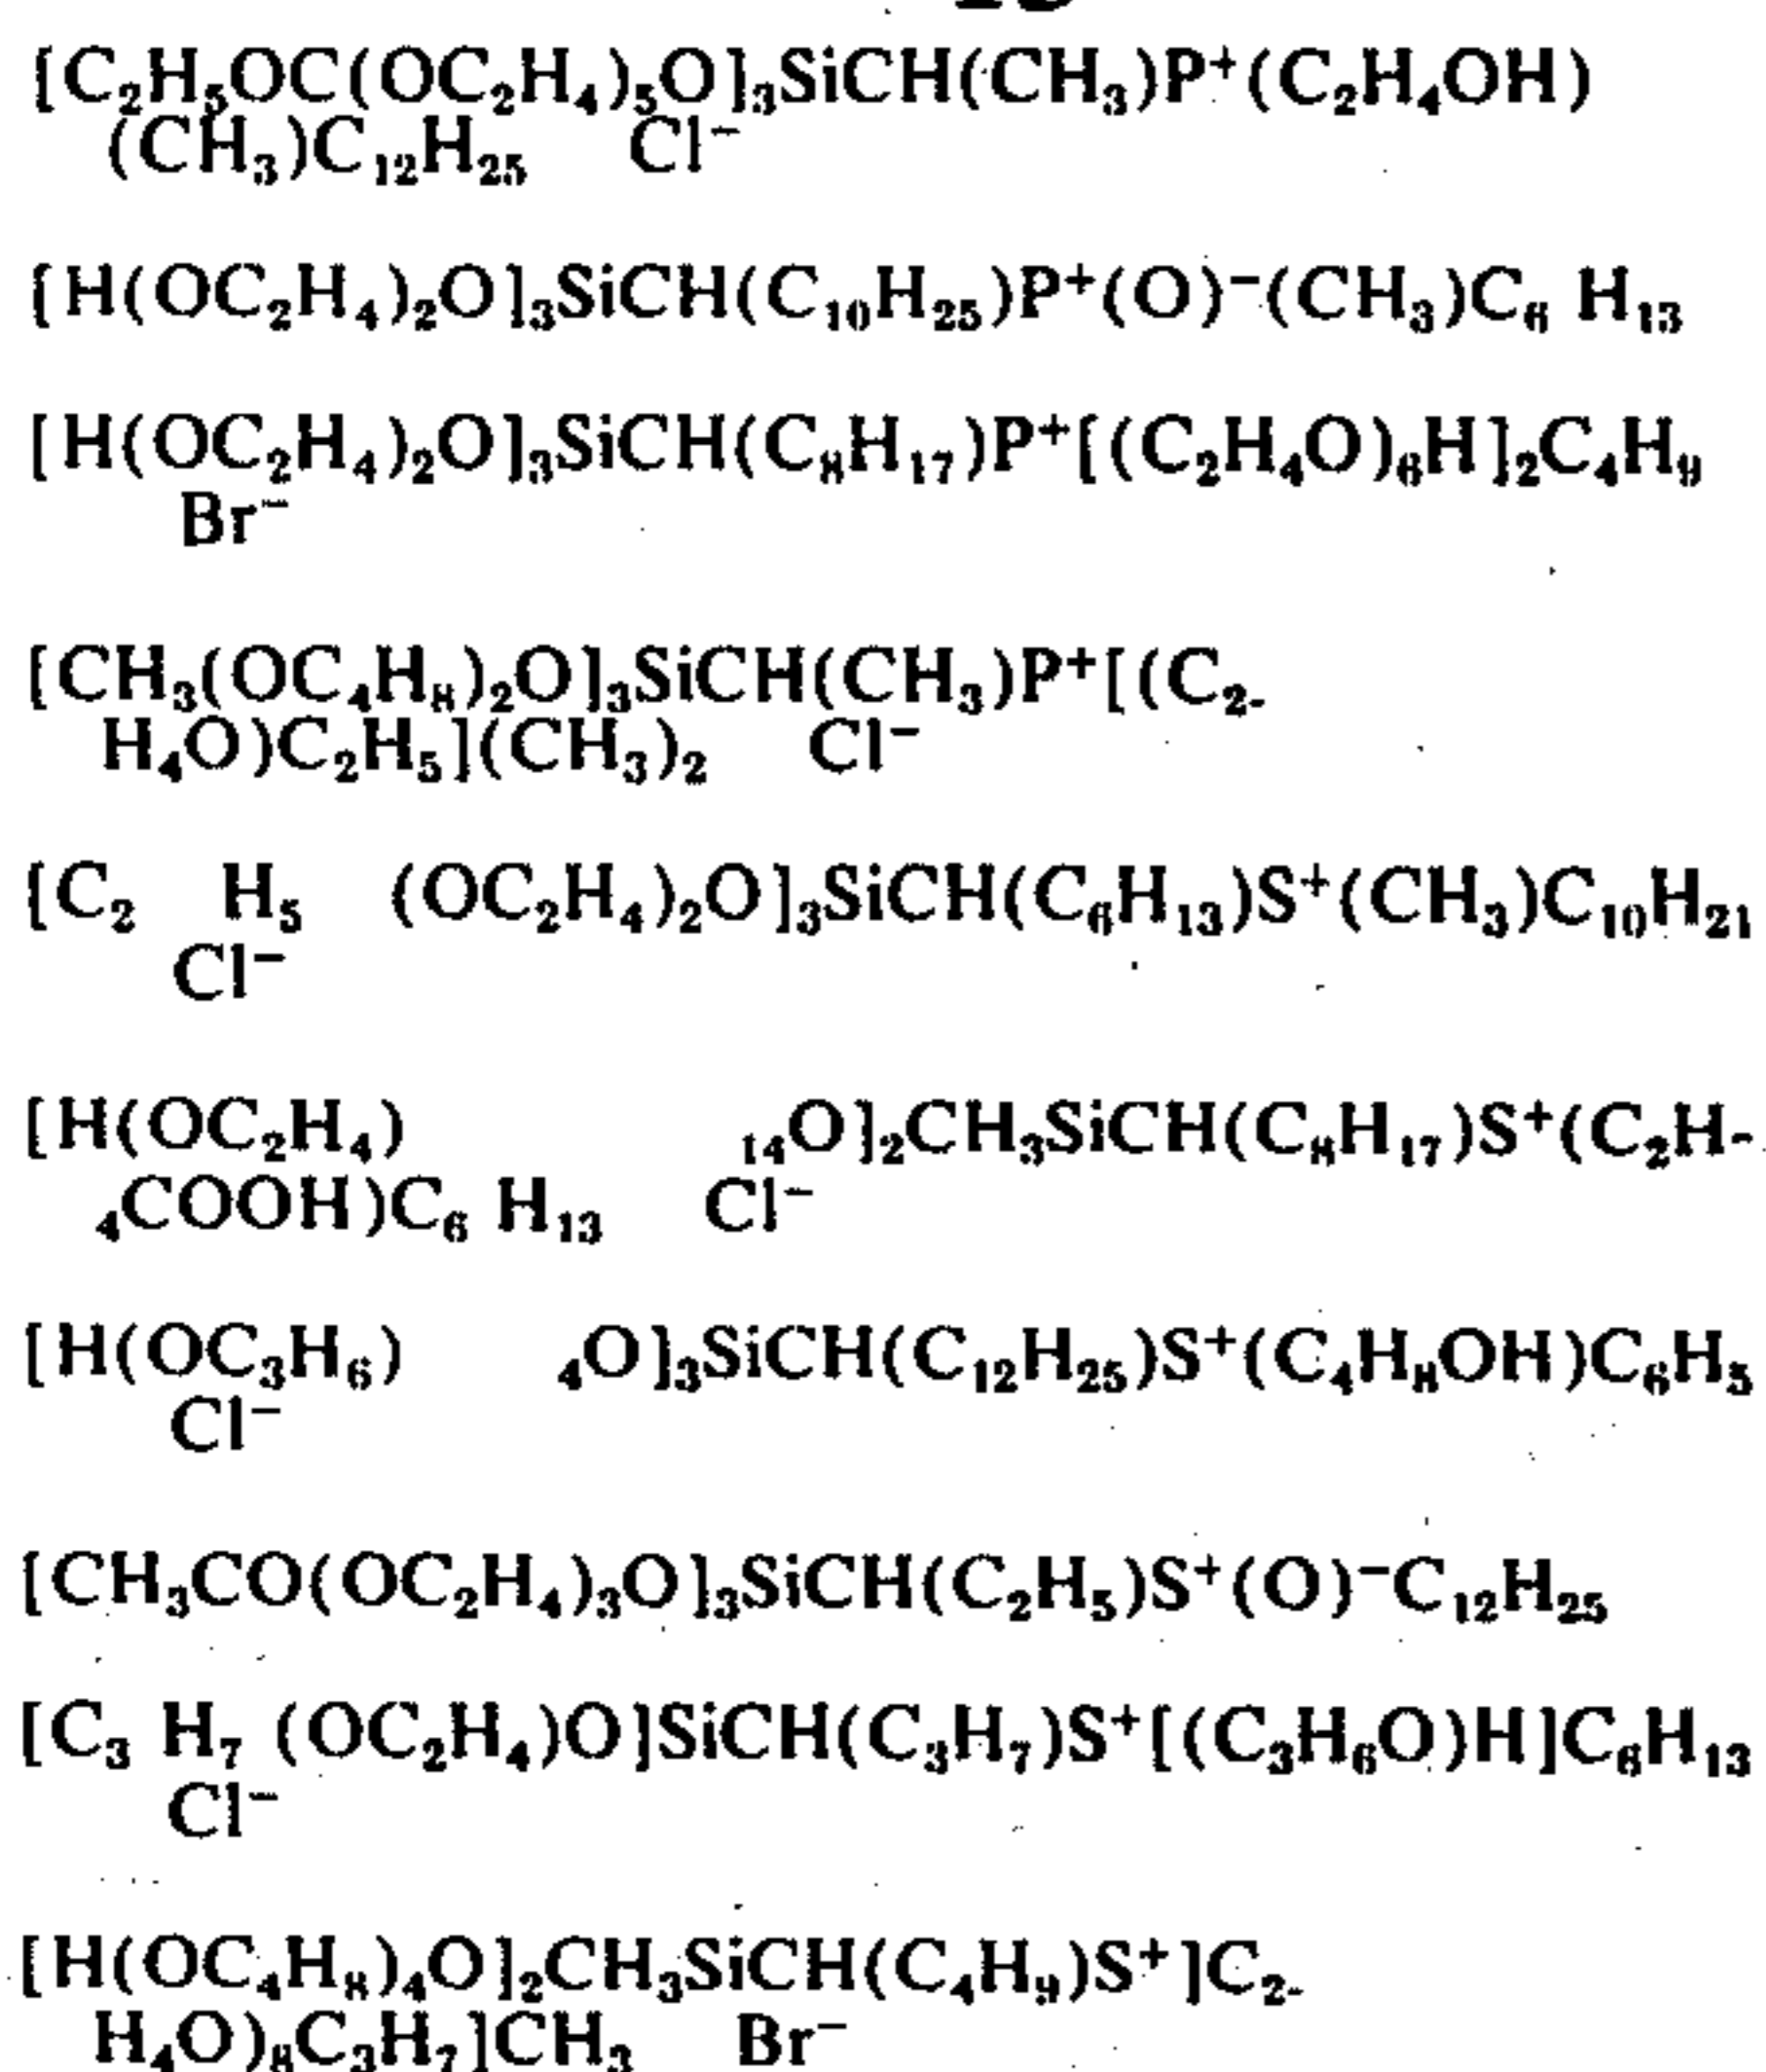 [C₂H₅OC(OC₂H₄)₅O]₃SiCH(CH₃)P⁺(C₂H₄OH)
(CH₃)C₁₂H₂₅ Cl⁻
[H(OC₂H₄)₂O]₃SiCH(C₁₀H₂₅)P⁺(O)⁻(CH₃)C₆ H₁₃
[H(OC₂H₄)₂O]₃SiCH(C₈H₁₇)P⁺[(C₂H₄O)₆H]₂C₄H₉
Br⁻
[CH₃(OC₄H₈)₂O]₃SiCH(CH₃)P⁺[(C₂-
H₄O)C₂H₅](CH₃)₂ Cl⁻
[C₂ H₅ (OC₂H₄)₂O]₃SiCH(C₆H₁₃)S⁺(CH₃)C₁₀H₂₁
Cl⁻
[H(OC₂H₄) ₁₄O]₂CH₃SiCH(C₈H₁₇)S⁺(C₂H-
₄COOH)C₆ H₁₃ Cl⁻
[H(OC₃H₆) ₄O]₃SiCH(C₁₂H₂₅)S⁺(C₄H₈OH)C₆H₅
Cl⁻
[CH₃CO(OC₂H₄)₃O]₃SiCH(C₂H₅)S⁺(O)⁻C₁₂H₂₅
[C₃ H₇ (OC₂H₄)O]SiCH(C₃H₇)S⁺[(C₃H₆O)H]C₆H₁₃
Cl⁻
[H(OC₄H₈)₄O]₂CH₃SiCH(C₄H₉)S⁺]C₂-
H₄O)₈C₃H₇]CH₃ Br⁻